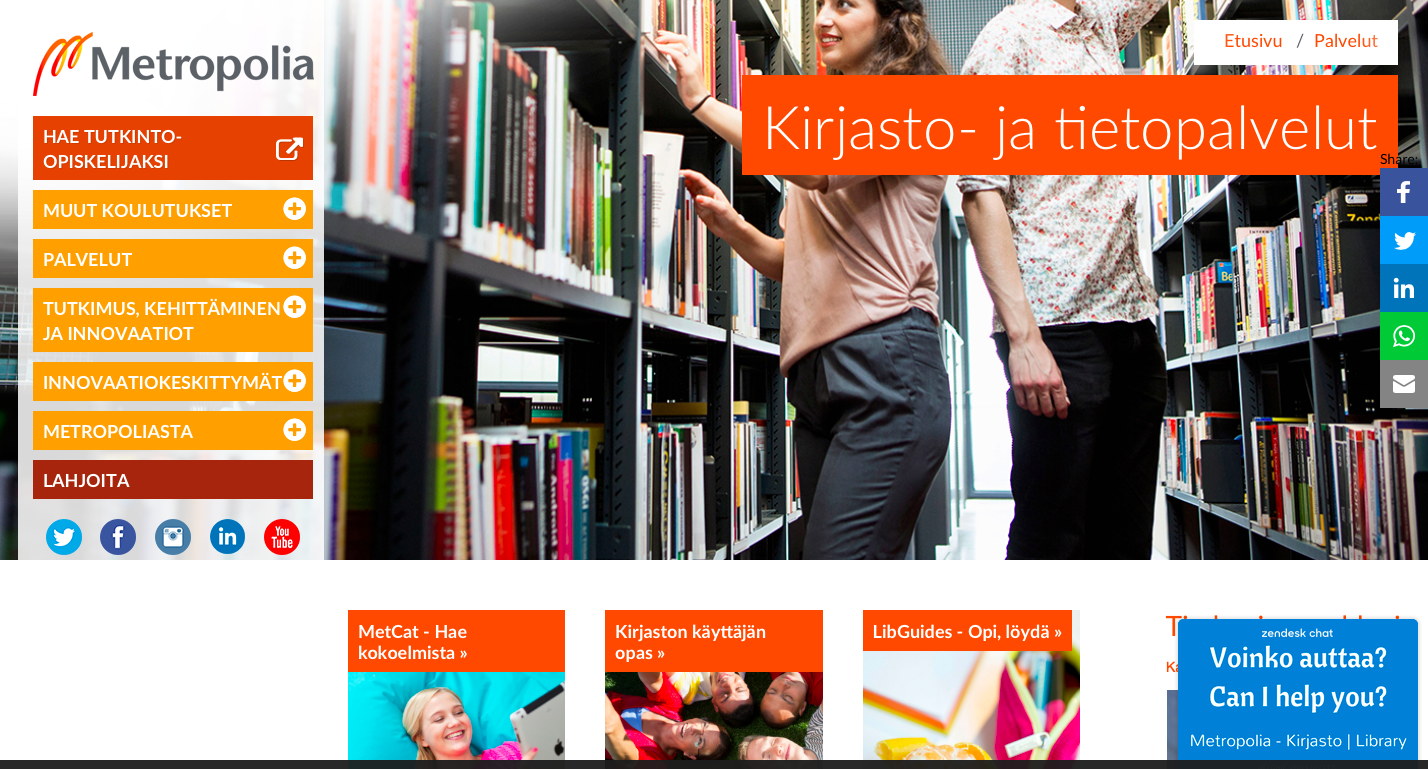 Metropolia
Etusivu / Palvelut
Kirjasto- ja tietopalvelut
Share:
HAE TUTKINTO-
OPISKELIJAKSI
MUUT KOULUTUKSET
PALVELUT
TUTKIMUS, KEHITTÄMINEN
JA INNOVAATIOT
INNOVAATIOKESKITTYMÄT
METROPOLIASTA
LAHJOITA
You
Tube
MetCat - Hae
kokoelmista »
Kirjaston käyttäjän
opas »
LibGuides - Opi, löydä »
zendesk chat
Voinko auttaa?
Can I help you?
Metropolia - Kirjasto | Library